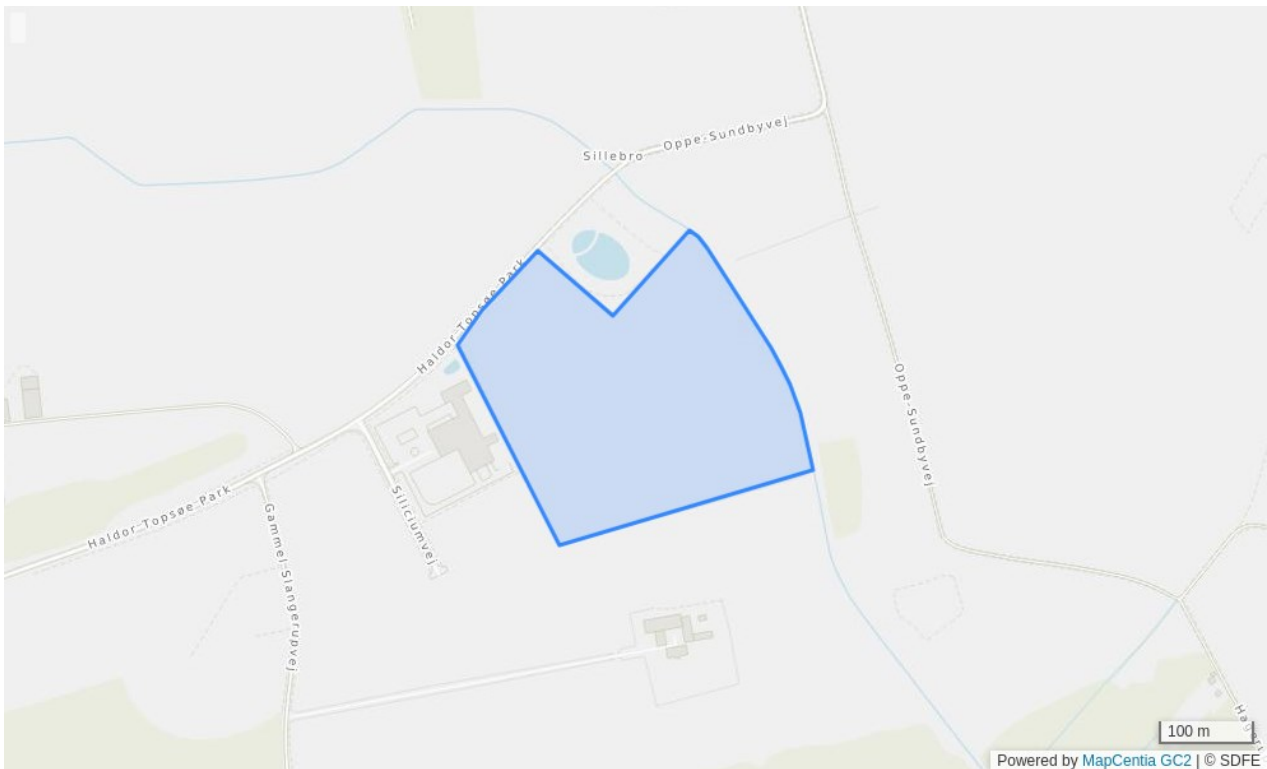 Oppe-Sundbyvej
Sillebro
Haldor-Topsøe-Park
Oppe-Sundbyvej
Haldor-Topsøe-Park
Siliciumvej
Gammel-Slangerupvej
100 m
Powered by MapCentia GC2 | © SDFE